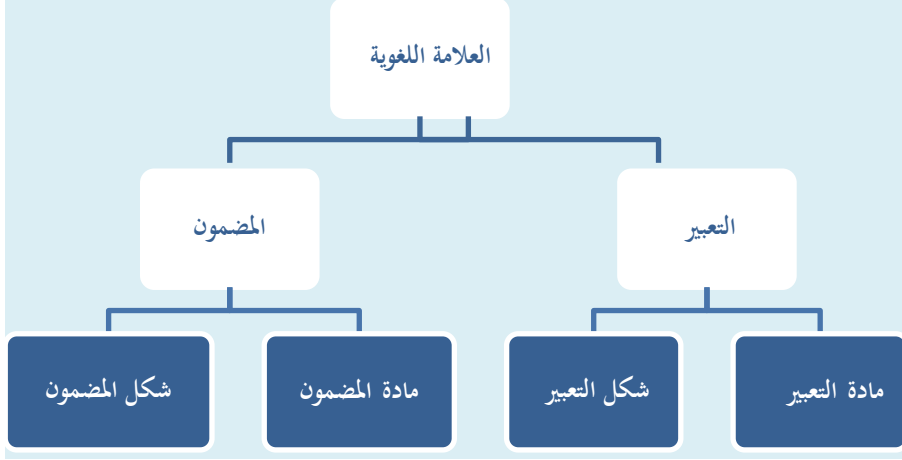 العلامة اللغوية
التعبير
المضمون
مادة التعبير
شكل التعبير
مادة المضمون
شكل المضمون